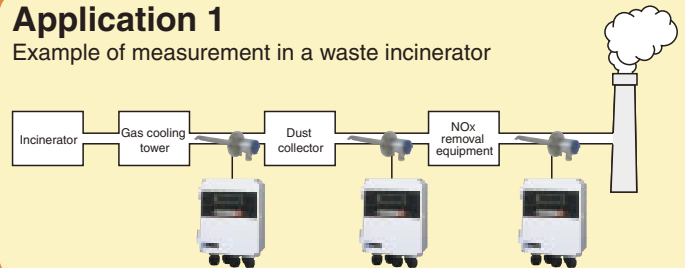 Application 1
Example of measurement in a waste incinerator
Incinerator
Gas cooling
tower
Dust
collector
NOx
removal
equipment